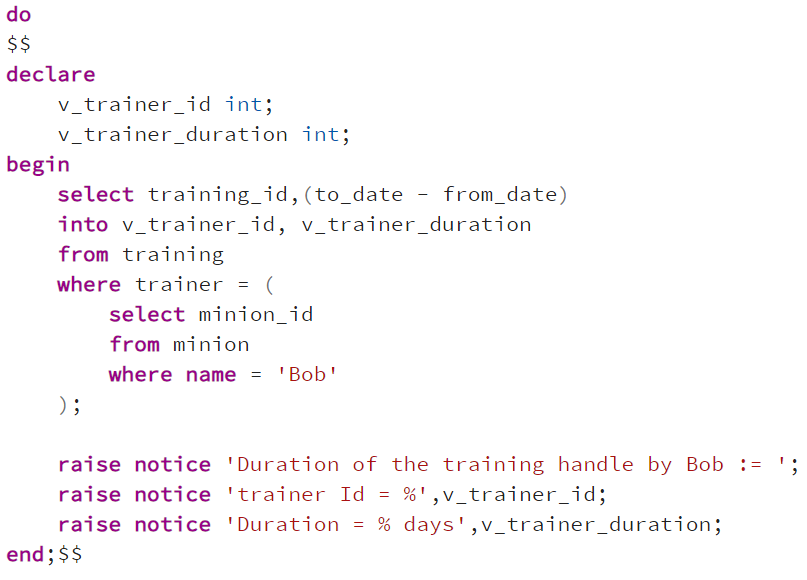 do
$$
declare
    v_trainer_id int;
    v_trainer_duration int;
begin
    select training_id,(to_date - from_date)
    into v_trainer_id, v_trainer_duration
    from training
    where trainer = (
        select minion_id
        from minion
        where name = 'Bob'
    );

    raise notice 'Duration of the training handle by Bob := ';
    raise notice 'trainer Id = %',v_trainer_id;
    raise notice 'Duration = % days',v_trainer_duration;
end;$$